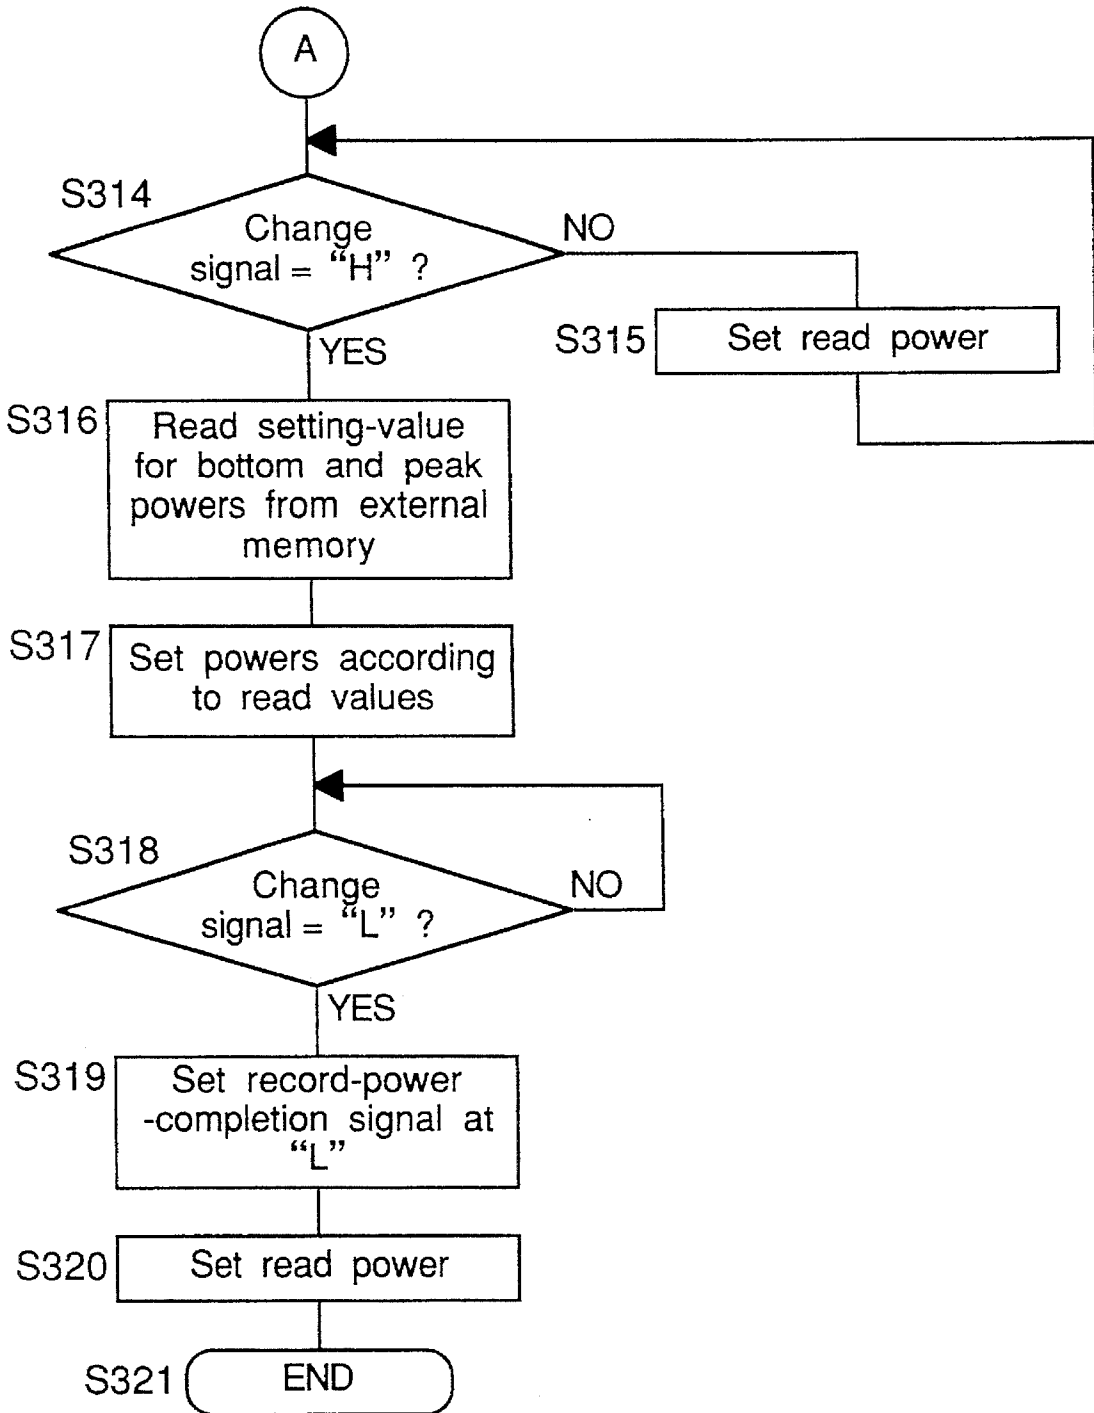 A
S314
Change
signal = “H” ?
NO
YES
S315
Set read power
S316
Read setting-value
for bottom and peak
powers from external
memory
S317
Set powers according
to read values
S318
Change
signal = “L” ?
NO
YES
S319
Set record-power
-completion signal at
“L”
S320
Set read power
S321
END